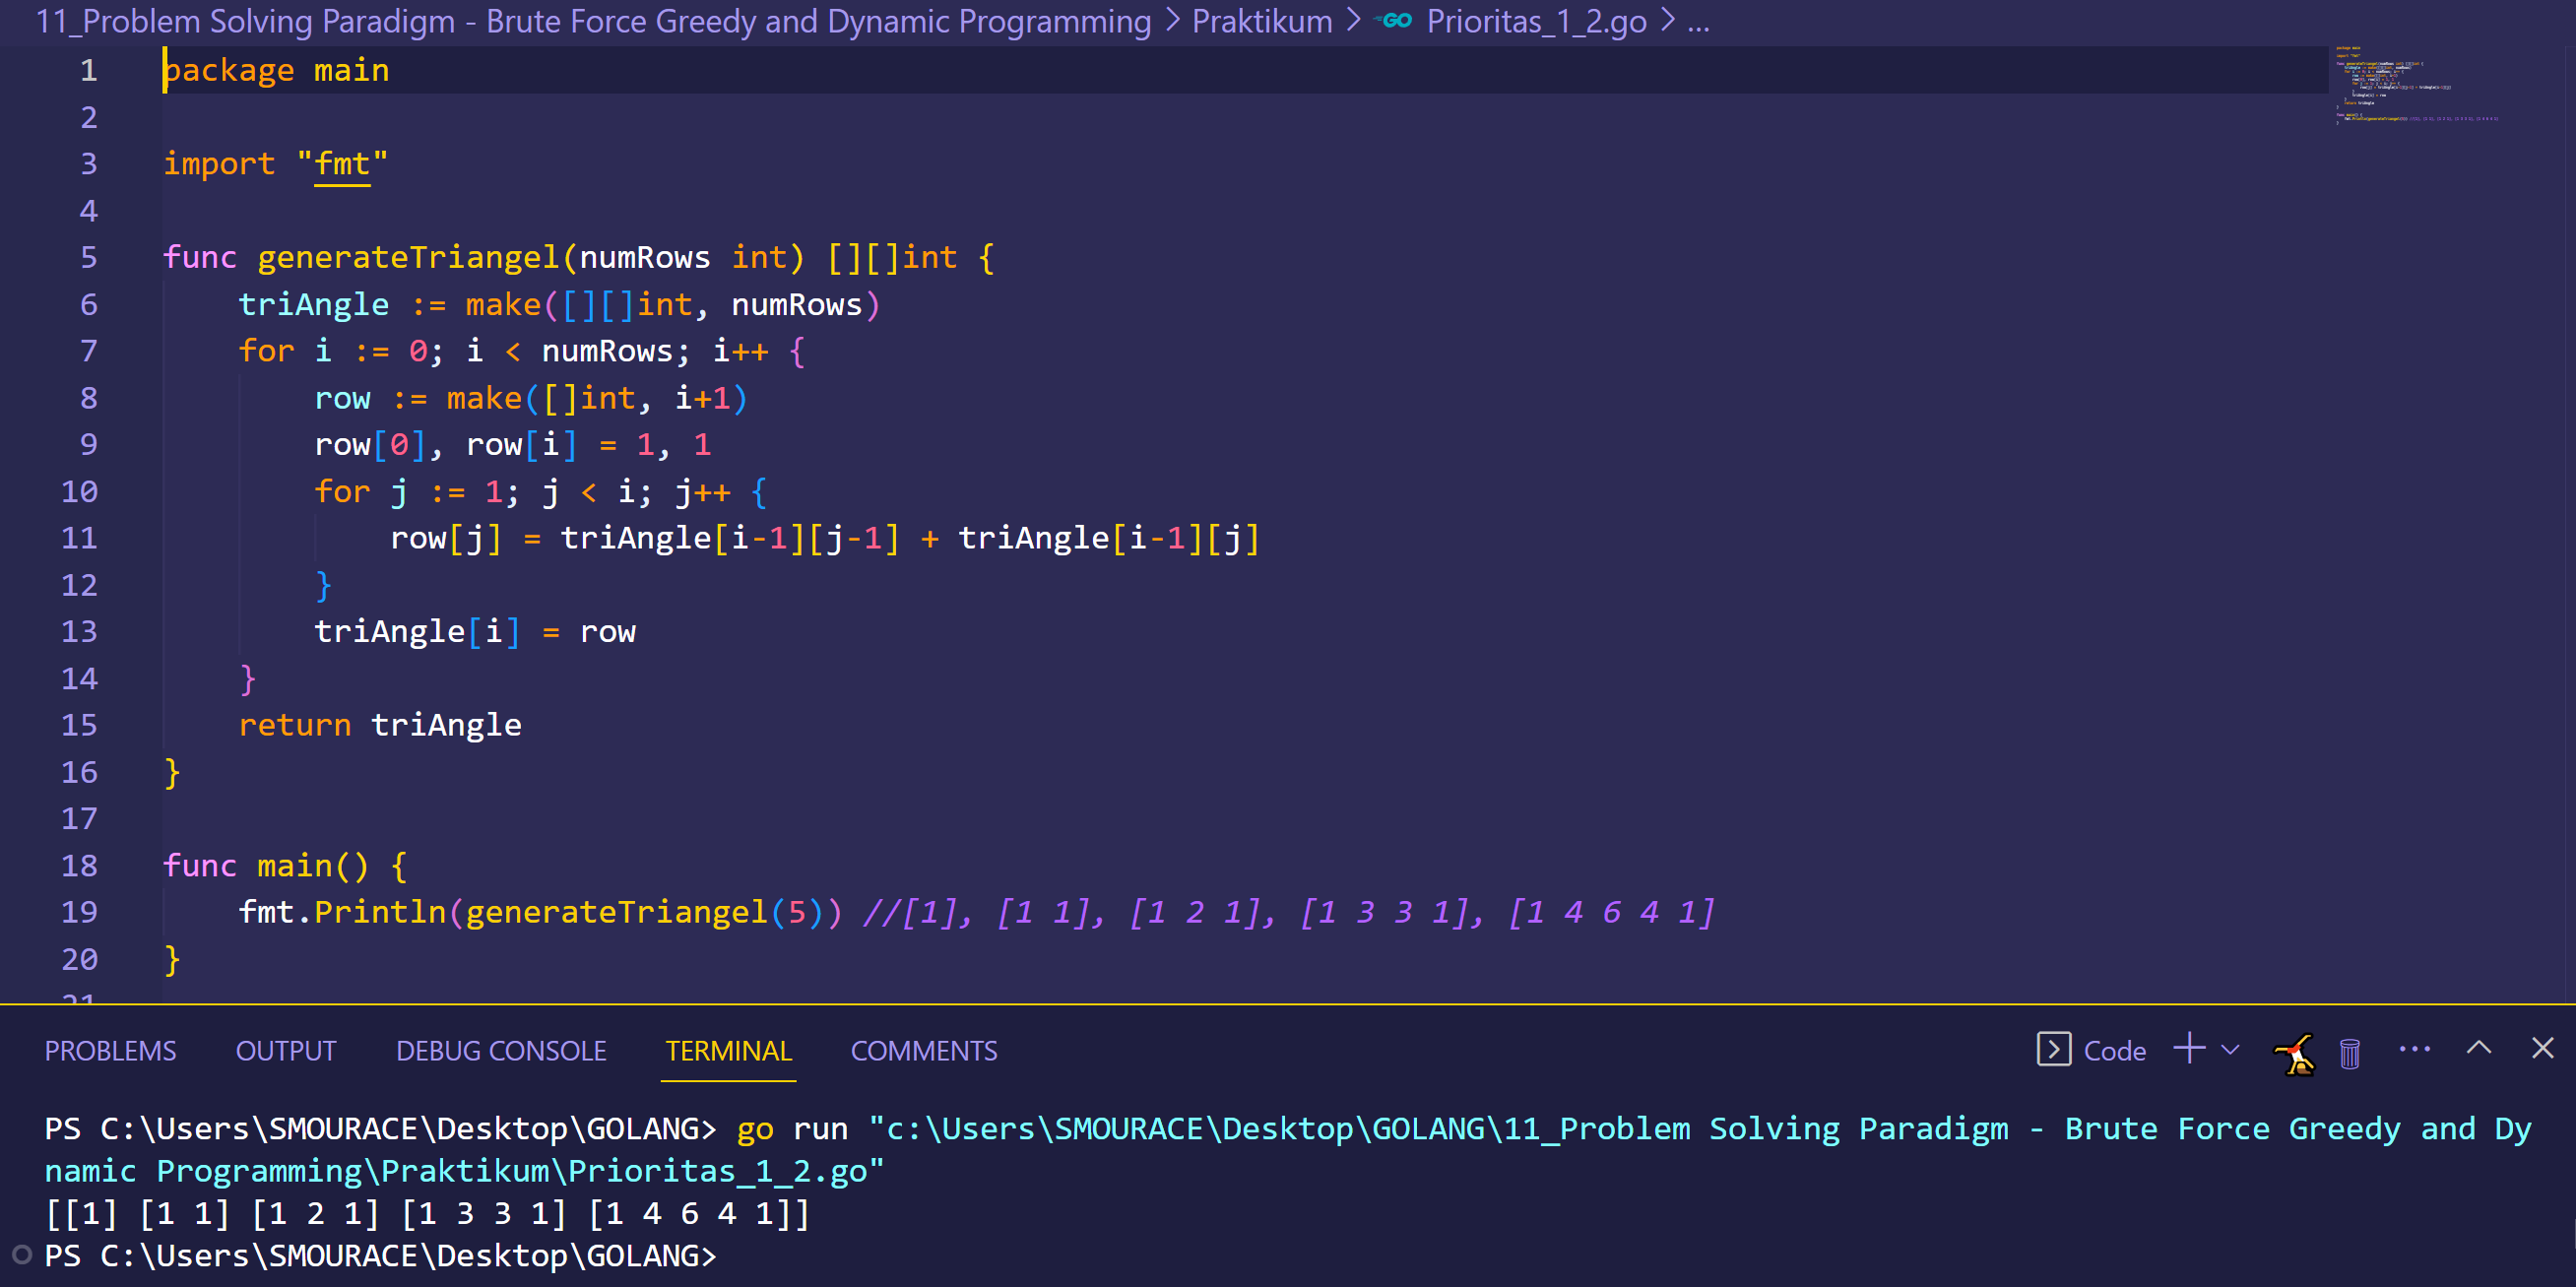 11_Problem Solving Paradigm - Brute Force Greedy and Dynamic Programming > Praktikum > GO Prioritas_1_2.go > ...
1 package main
2
3 import "fmt"
4
5 func generateTriangel(numRows int) [][]int {
6 triAngle := make([][]int, numRows)
7 for i := 0; i < numRows; i++ {
8 row := make([]int, i+1)
9 row[0], row[i] = 1, 1
10 for j := 1; j < i; j++ {
11 row[j] = triAngle[i-1][j-1] + triAngle[i-1][j]
12 }
13 triAngle[i] = row
14 }
15 return triAngle
16 }
17
18 func main() {
19 fmt.Println(generateTriangel(5)) //[1], [1 1], [1 2 1], [1 3 3 1], [1 4 6 4 1]
20 }
21
PROBLEMS OUTPUT DEBUG CONSOLE TERMINAL COMMENTS Code
PS C:\Users\SMOURACE\Desktop\GOLANG> go run "c:\Users\SMOURACE\Desktop\GOLANG\11_Problem Solving Paradigm - Brute Force Greedy and Dy
namic Programming\Praktikum\Prioritas_1_2.go"
[[1] [1 1] [1 2 1] [1 3 3 1] [1 4 6 4 1]]
PS C:\Users\SMOURACE\Desktop\GOLANG>